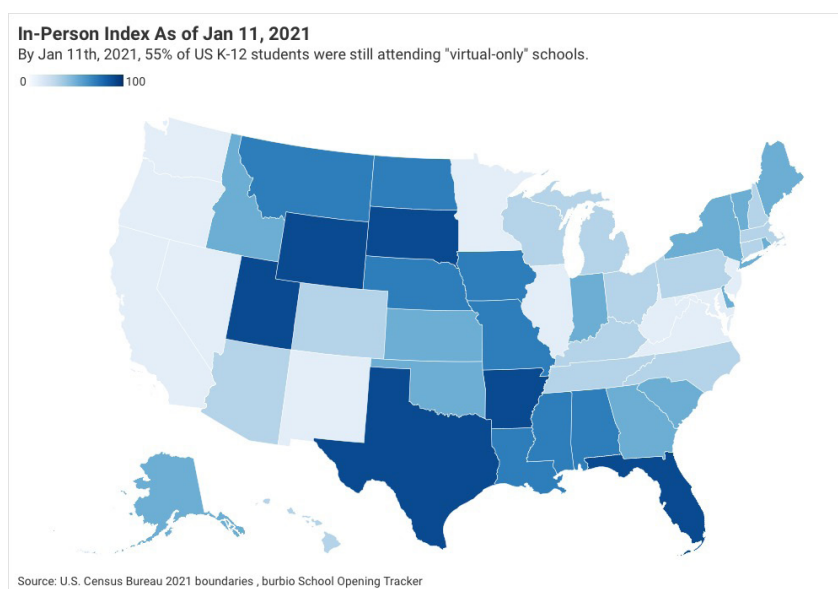 In-Person Index As of Jan 11, 2021
By Jan 11th, 2021, 55% of US K-12 students were still attending "virtual-only" schools.
0 100
Source: U.S. Census Bureau 2021 boundaries , burbio School Opening Tracker